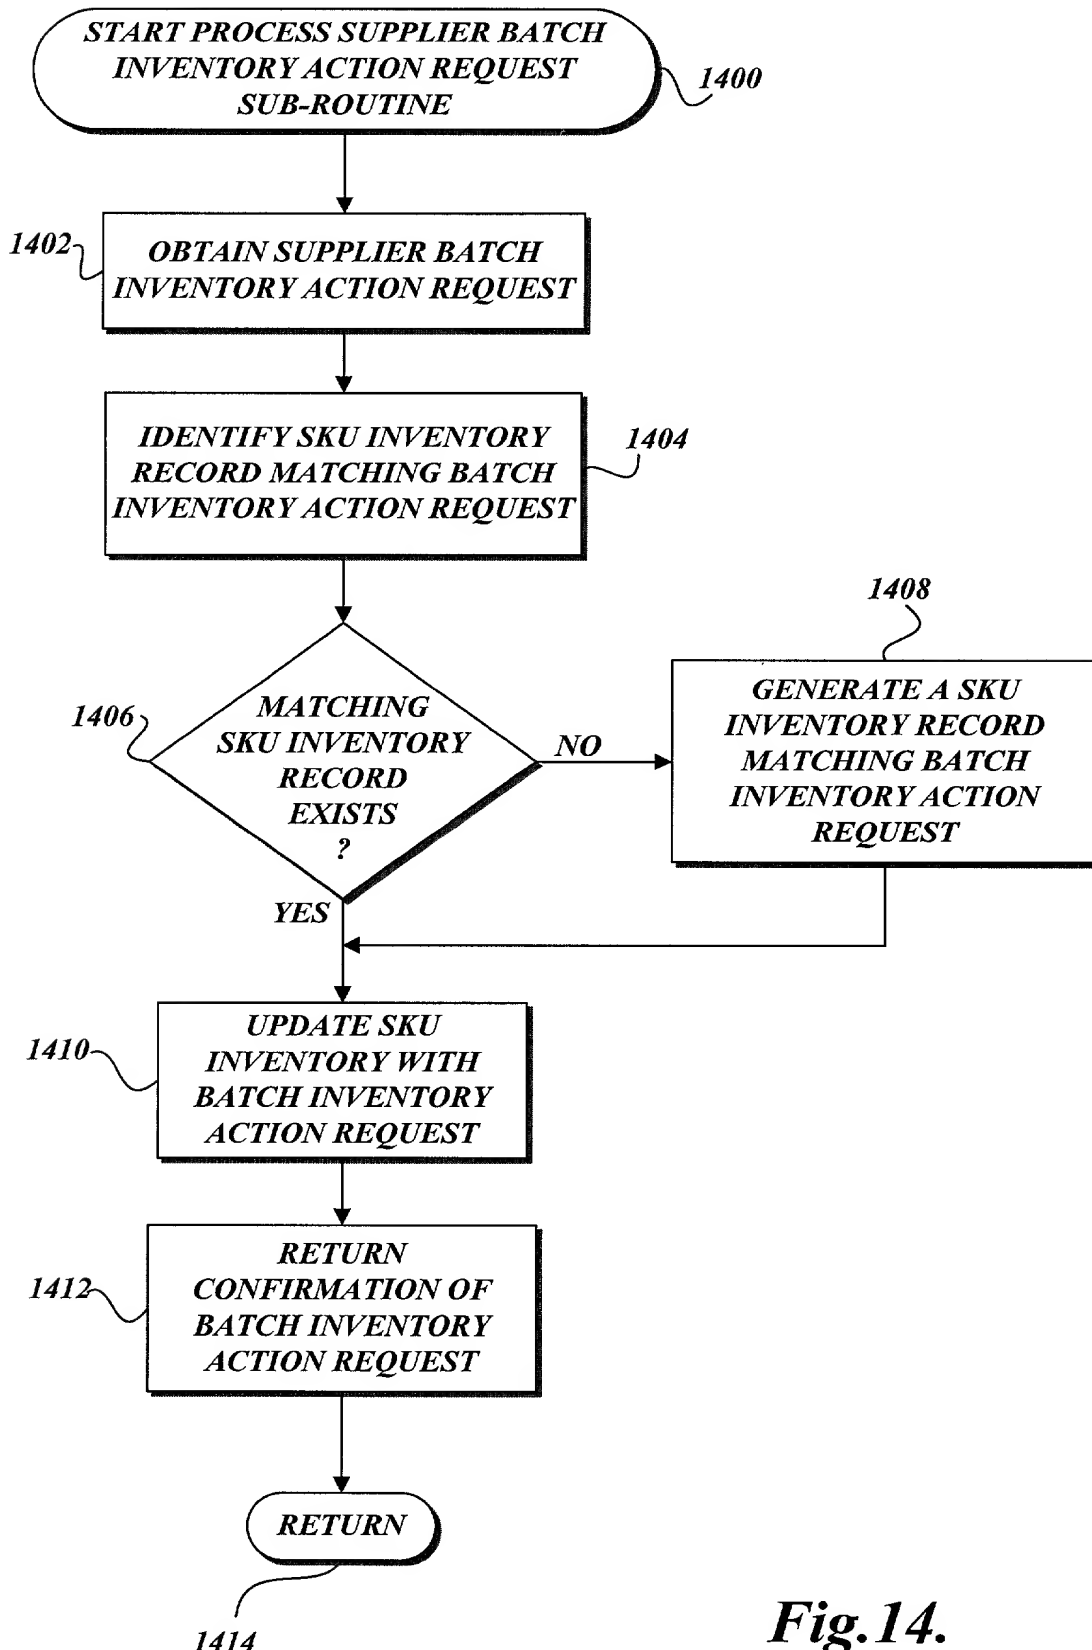 START PROCESS SUPPLIER BATCH
INVENTORY ACTION REQUEST
SUB-ROUTINE
1400
1402
OBTAIN SUPPLIER BATCH
INVENTORY ACTION REQUEST
IDENTIFY SKU INVENTORY
RECORD MATCHING BATCH
INVENTORY ACTION REQUEST
1404
1406
MATCHING
SKU INVENTORY
RECORD
EXISTS
?
NO
YES
1408
GENERATE A SKU
INVENTORY RECORD
MATCHING BATCH
INVENTORY ACTION
REQUEST
1410
UPDATE SKU
INVENTORY WITH
BATCH INVENTORY
ACTION REQUEST
1412
RETURN
CONFIRMATION OF
BATCH INVENTORY
ACTION REQUEST
RETURN
1414
Fig.14.